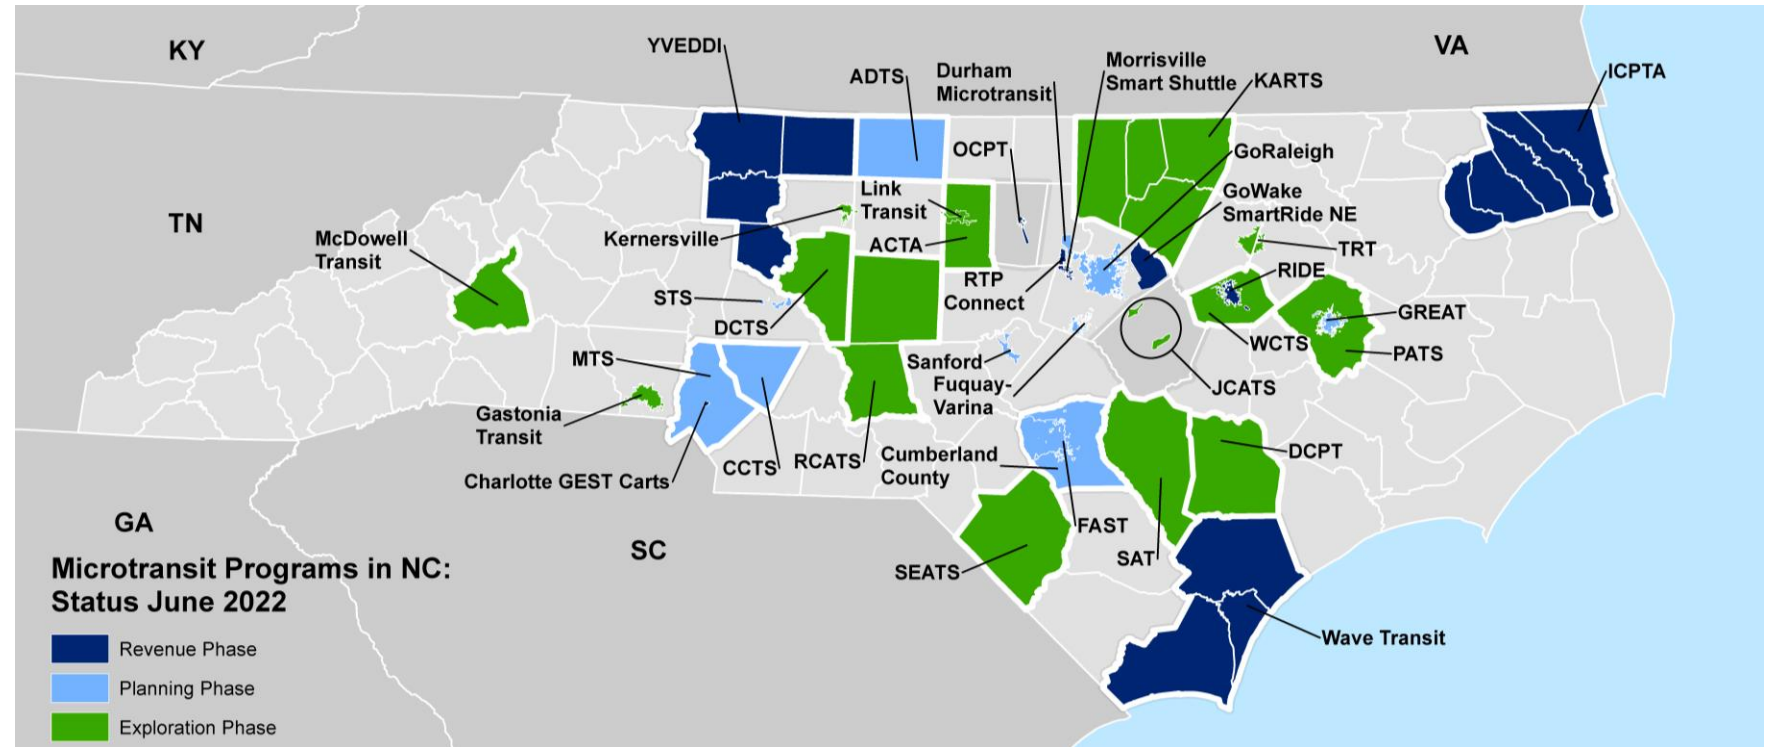 KY
VA
TN
GA
SC
YVEDDI
ADTS
Durham
Microtransit
Morrisville
Smart Shuttle
KARTS
ICPTA
OCPT
GoRaleigh
Link
Transit
GoWake
SmartRide NE
McDowell
Transit
Kernersville
ACTA
TRT
RTP
Connect
RIDE
STS
DCTS
GREAT
WCTS
PATS
MTS
Sanford
Fuquay-
Varina
JCATS
Gastonia
Transit
CCTS
RCATS
Cumberland
County
DCPT
Charlotte GEST Carts
FAST
SAT
SEATS
Wave Transit
Microtransit Programs in NC:
Status June 2022
Revenue Phase
Planning Phase
Exploration Phase